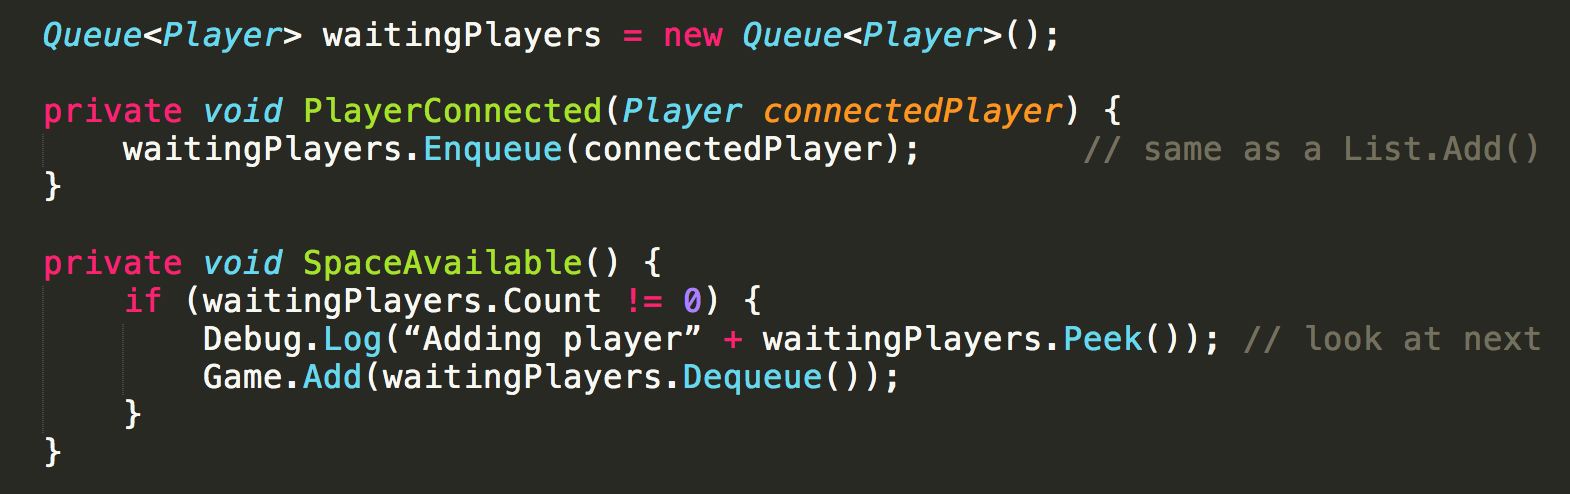 Queue<Player> waitingPlayers = new Queue<Player>();
private void PlayerConnected(Player connectedPlayer) {
waitingPlayers.Enqueue(connectedPlayer); // same as a List.Add()
}
private void SpaceAvailable() {
if (waitingPlayers.Count != 0) {
Debug.Log(“Adding player” + waitingPlayers.Peek()); // look at next
Game.Add(waitingPlayers.Dequeue());
}
}